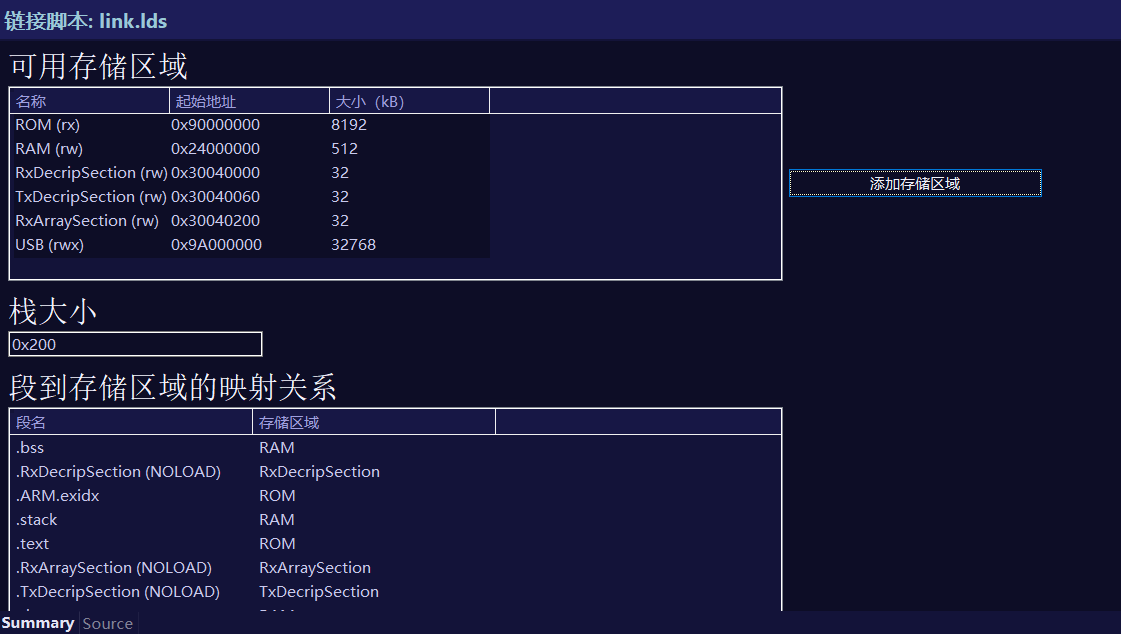 链接脚本: link.lds
可用存储区域
名称 起始地址 大小（kB）
ROM (rx) 0x90000000 8192
RAM (rw) 0x24000000 512
RxDecripSection (rw) 0x30040000 32
TxDecripSection (rw) 0x30040060 32
RxArraySection (rw) 0x30040200 32
USB (rwx) 0x9A000000 32768
添加存储区域
栈大小
0x200
段到存储区域的映射关系
段名 存储区域
.bss RAM
.RxDecripSection (NOLOAD) RxDecripSection
.ARM.exidx ROM
.stack RAM
.text ROM
.RxArraySection (NOLOAD) RxArraySection
.TxDecripSection (NOLOAD) TxDecripSection
Summary Source